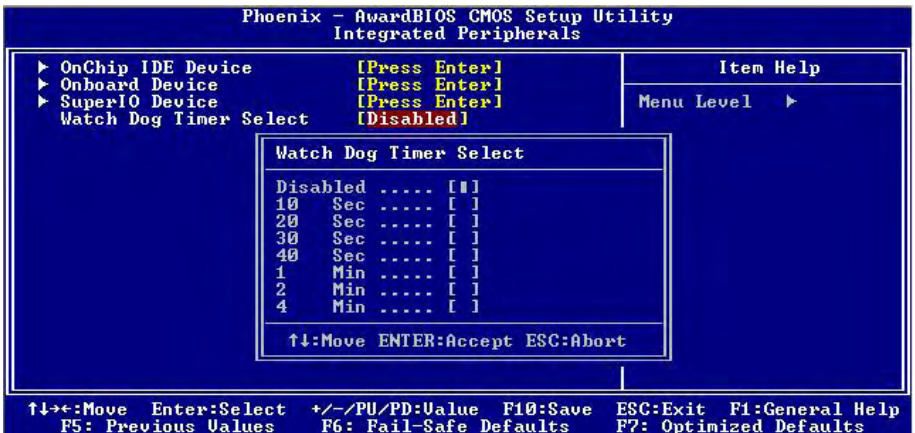 Phoenix - AwardBIOS CMOS Setup Utility
Integrated Peripherals
► OnChip IDE Device [Press Enter]
► Onboard Device [Press Enter]
► SuperIO Device [Press Enter]
Watch Dog Timer Select [Disabled]
Item Help
Menu Level ►
Watch Dog Timer Select
Disabled ..... [▮]
10 Sec ..... [ ]
20 Sec ..... [ ]
30 Sec ..... [ ]
40 Sec ..... [ ]
1 Min ..... [ ]
2 Min ..... [ ]
4 Min ..... [ ]
↑↓:Move ENTER:Accept ESC:Abort
↑↓→←:Move Enter:Select +/-/PU/PD:Value F10:Save ESC:Exit F1:General Help
F5: Previous Values F6: Fail-Safe Defaults F7: Optimized Defaults